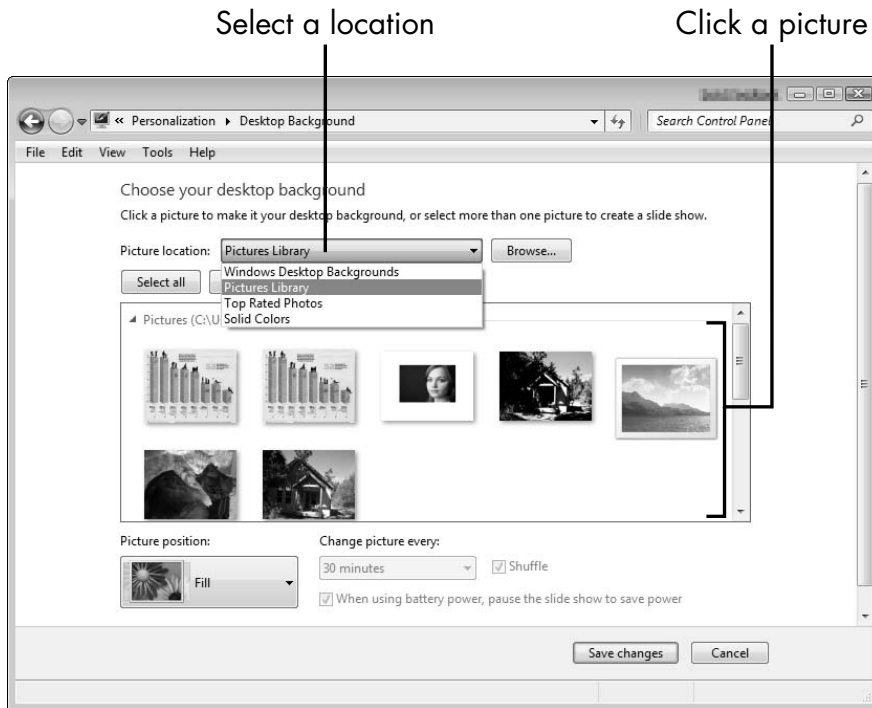 Select a location
Click a picture
« Personalization ▸ Desktop Background
Search Control Panel
File Edit View Tools Help
Choose your desktop background
Click a picture to make it your desktop background, or select more than one picture to create a slide show.
Picture location: Pictures Library
Browse...
Windows Desktop Backgrounds
Select all
Pictures Library
Top Rated Photos
Solid Colors
Pictures (C:\U
Picture position:
Change picture every:
Fill
30 minutes
Shuffle
When using battery power, pause the slide show to save power
Save changes
Cancel